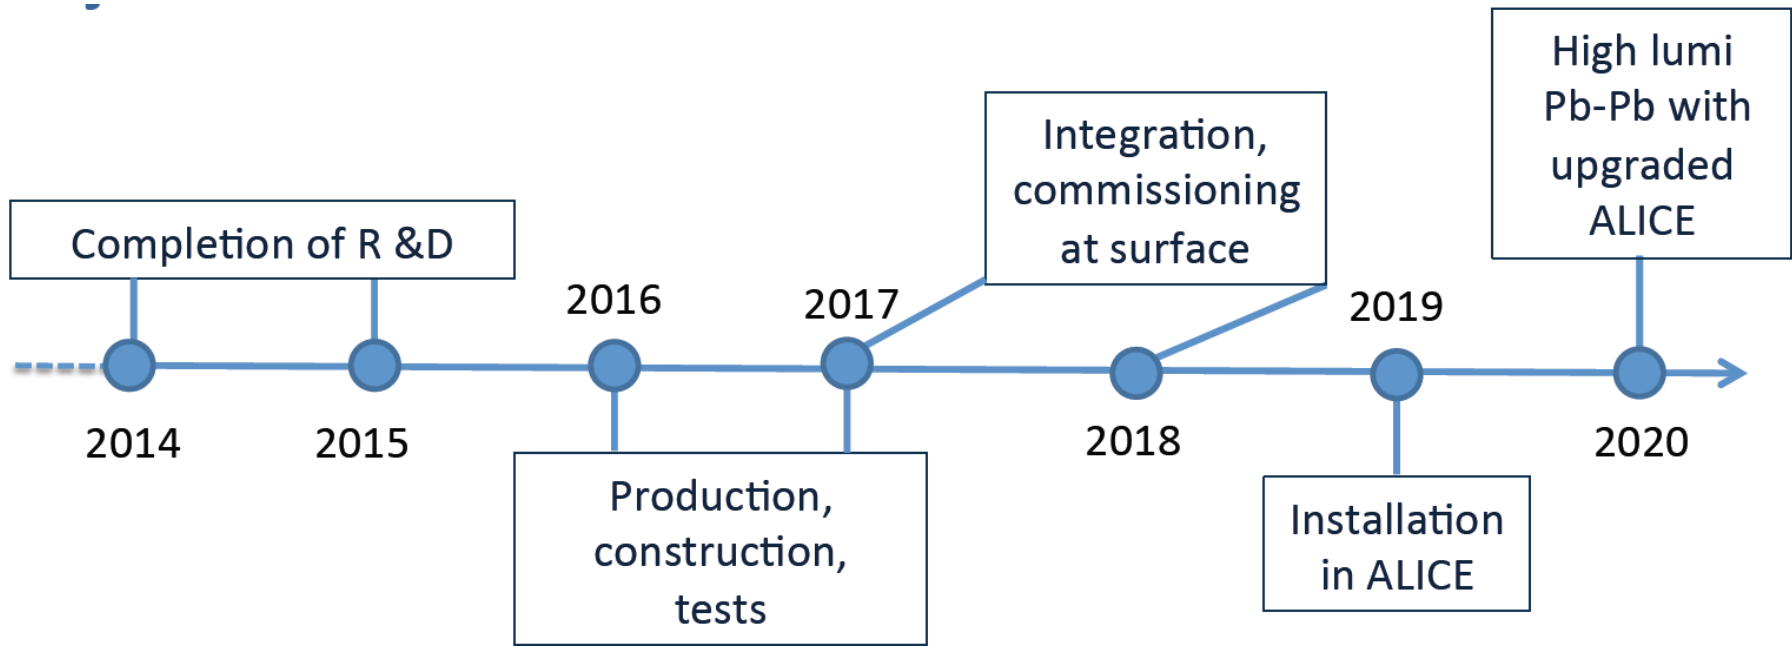 Completion of R &D
2014
2015
2016
Production,
construction,
tests
2017
Integration,
commissioning
at surface
2018
2019
Installation
in ALICE
High lumi
Pb-Pb with
upgraded
ALICE
2020